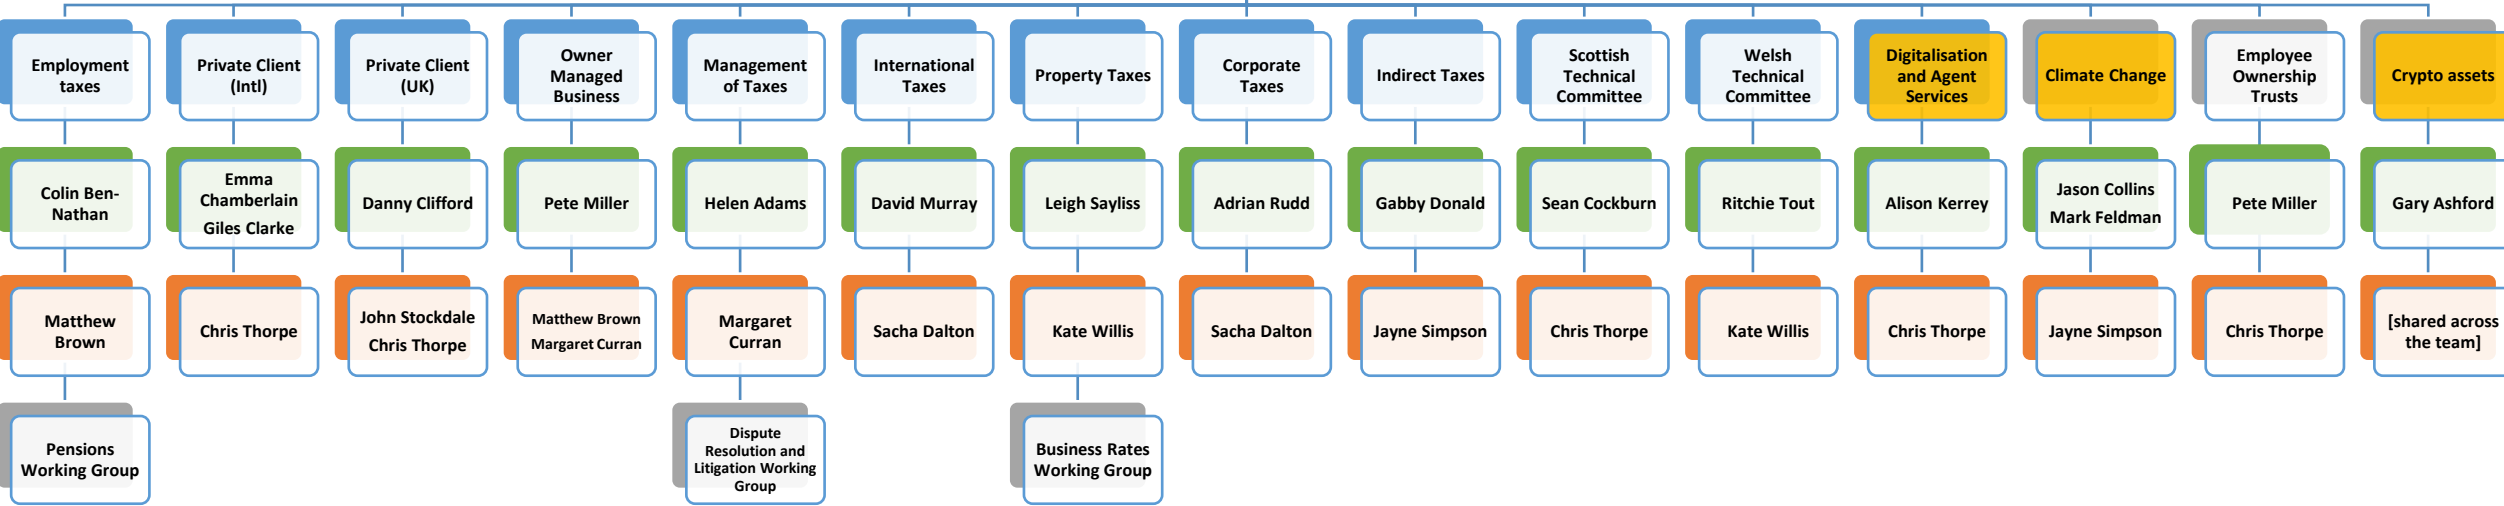 Employment
taxes
Private Client
(Intl)
Private Client
(UK)
Owner
Managed
Business
Management
of Taxes
International
Taxes
Property Taxes
Corporate
Taxes
Indirect Taxes
Scottish
Technical
Committee
Welsh
Technical
Committee
Digitalisation
and Agent
Services
Climate Change
Employee
Ownership
Trusts
Crypto assets
Colin Ben-
Nathan
Emma
Chamberlain
Giles Clarke
Danny Clifford
Pete Miller
Helen Adams
David Murray
Leigh Sayliss
Adrian Rudd
Gabby Donald
Sean Cockburn
Ritchie Tout
Alison Kerrey
Jason Collins
Mark Feldman
Pete Miller
Gary Ashford
Matthew
Brown
Chris Thorpe
John Stockdale
Chris Thorpe
Matthew Brown
Margaret Curran
Margaret
Curran
Sacha Dalton
Kate Willis
Sacha Dalton
Jayne Simpson
Chris Thorpe
Kate Willis
Chris Thorpe
Jayne Simpson
Chris Thorpe
[shared across
the team]
Pensions
Working Group
Dispute
Resolution and
Litigation Working
Group
Business Rates
Working Group